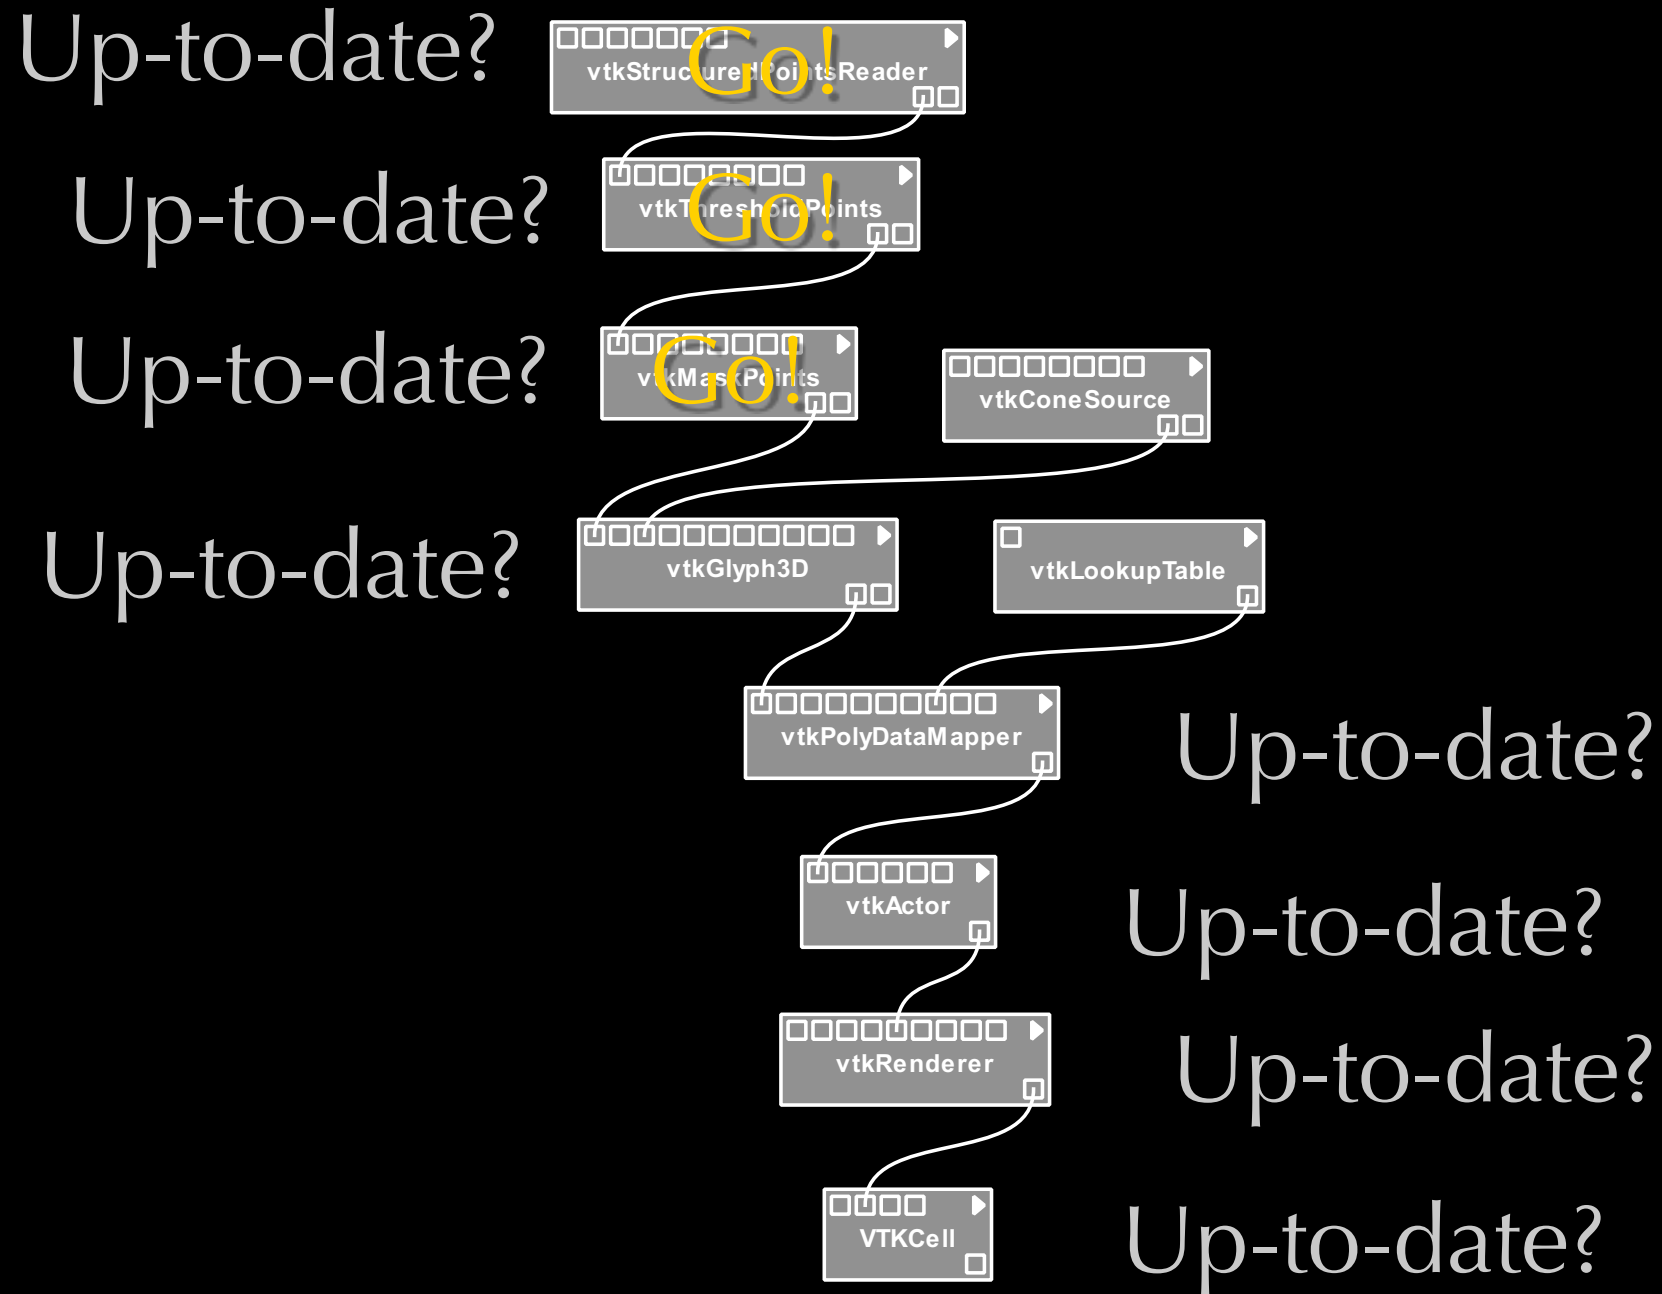 Up-to-date?
vtkStructuredPointsReader
Go!
Up-to-date?
vtkThresholdPoints
Go!
Up-to-date?
vtkMaskPoints
Go!
vtkConeSource
Up-to-date?
vtkGlyph3D
vtkLookupTable
vtkPolyDataMapper
Up-to-date?
vtkActor
Up-to-date?
vtkRenderer
Up-to-date?
VTKCell
Up-to-date?